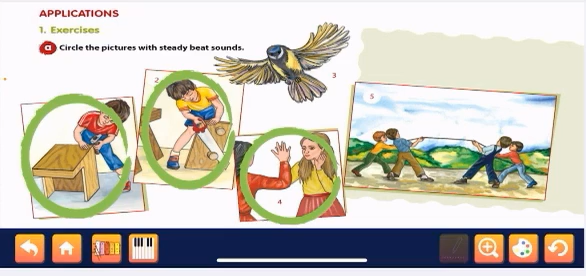 APPLICATIONS
1. Exercises
a Circle the pictures with steady beat sounds.
2
3
5
4